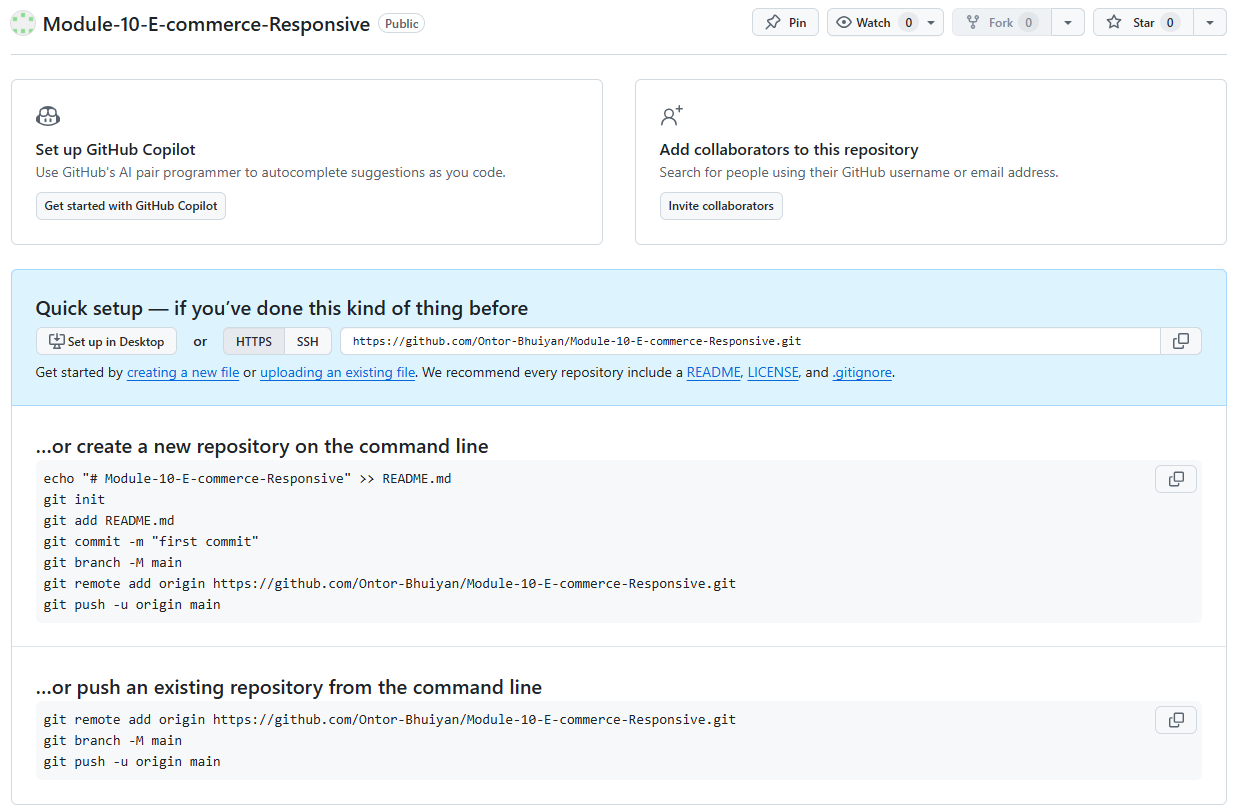 Module-10-E-commerce-Responsive Public
Pin
Watch 0
Fork 0
Star 0
Set up GitHub Copilot
Use GitHub's AI pair programmer to autocomplete suggestions as you code.
Get started with GitHub Copilot
Add collaborators to this repository
Search for people using their GitHub username or email address.
Invite collaborators
Quick setup — if you’ve done this kind of thing before
Set up in Desktop or HTTPS SSH https://github.com/Ontor-Bhuiyan/Module-10-E-commerce-Responsive.git
Get started by creating a new file or uploading an existing file. We recommend every repository include a README, LICENSE, and .gitignore.
…or create a new repository on the command line
echo "# Module-10-E-commerce-Responsive" >> README.md
git init
git add README.md
git commit -m "first commit"
git branch -M main
git remote add origin https://github.com/Ontor-Bhuiyan/Module-10-E-commerce-Responsive.git
git push -u origin main
…or push an existing repository from the command line
git remote add origin https://github.com/Ontor-Bhuiyan/Module-10-E-commerce-Responsive.git
git branch -M main
git push -u origin main